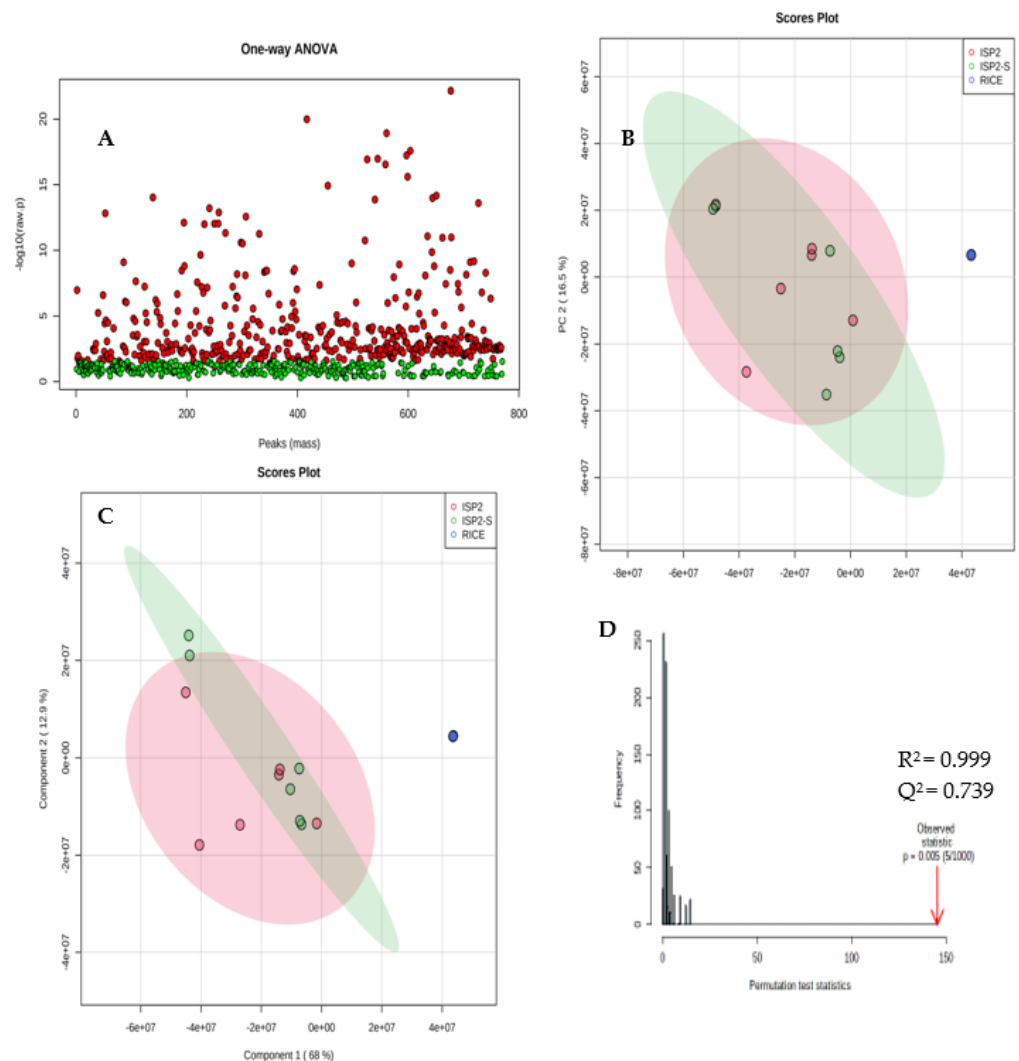 One-way ANOVA
A
-log10(raw.p)
20
15
10
5
0
0 200 400 600 800
Peaks (mass)
Scores Plot
B
ISP2
ISP2-S
RICE
PC 2 ( 16.5 %)
6e+07
4e+07
2e+07
0e+00
-2e+07
-4e+07
-6e+07
-8e+07
-8e+07 -6e+07 -4e+07 -2e+07 0e+00 2e+07 4e+07
Scores Plot
C
ISP2
ISP2-S
RICE
Component 2 ( 12.9 %)
4e+07
2e+07
0e+00
-2e+07
-4e+07
-6e+07 -4e+07 -2e+07 0e+00 2e+07 4e+07
Component 1 ( 68 %)
D
Frequency
250
200
150
100
50
0
R² = 0.999
Q² = 0.739
Observed
statistic
p = 0.005 (5/1000)
0 50 100 150
Permutation test statistics